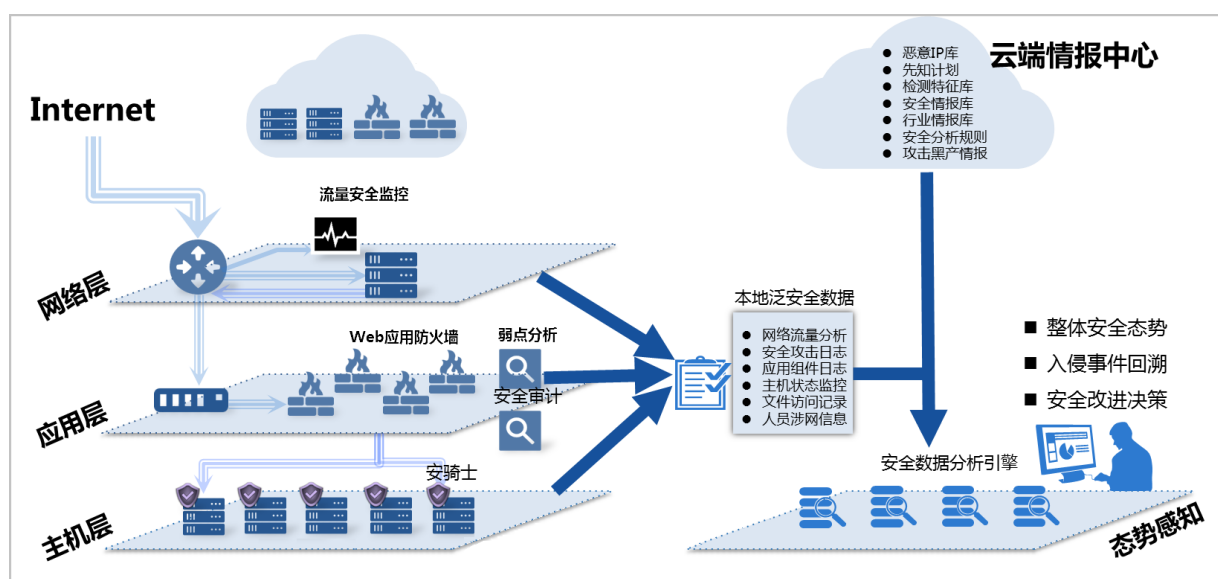 Internet
流量安全监控
网络层
Web应用防火墙
弱点分析
安全审计
应用层
安骑士
主机层
本地泛安全数据
● 网络流量分析
● 安全攻击日志
● 应用组件日志
● 主机状态监控
● 文件访问记录
● 人员涉网信息
云端情报中心
● 恶意IP库
● 先知计划
● 检测特征库
● 安全情报库
● 行业情报库
● 安全分析规则
● 攻击黑产情报
■ 整体安全态势
■ 入侵事件回溯
■ 安全改进决策
安全数据分析引擎
态势感知